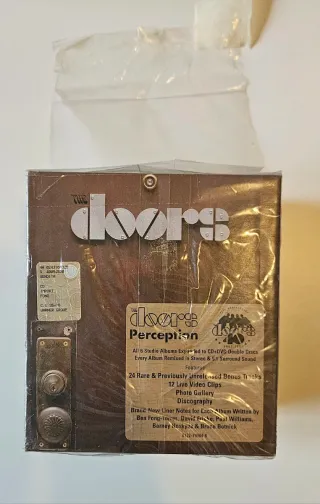 THE
doors
THE
doors
Perception
All 6 Studio Albums Expanded to CD+DVD Double Discs
Every Album Remixed in Stereo & 5.1 Surround Sound
Features:
24 Rare & Previously Unreleased Bonus Tracks
12 Live Video Clips
Photo Gallery
Discography
Brand New Liner Notes for Each Album Written by
Ben Fong-Torres, David Fricke, Paul Williams,
Barney Hoskyns & Bruce Botnick